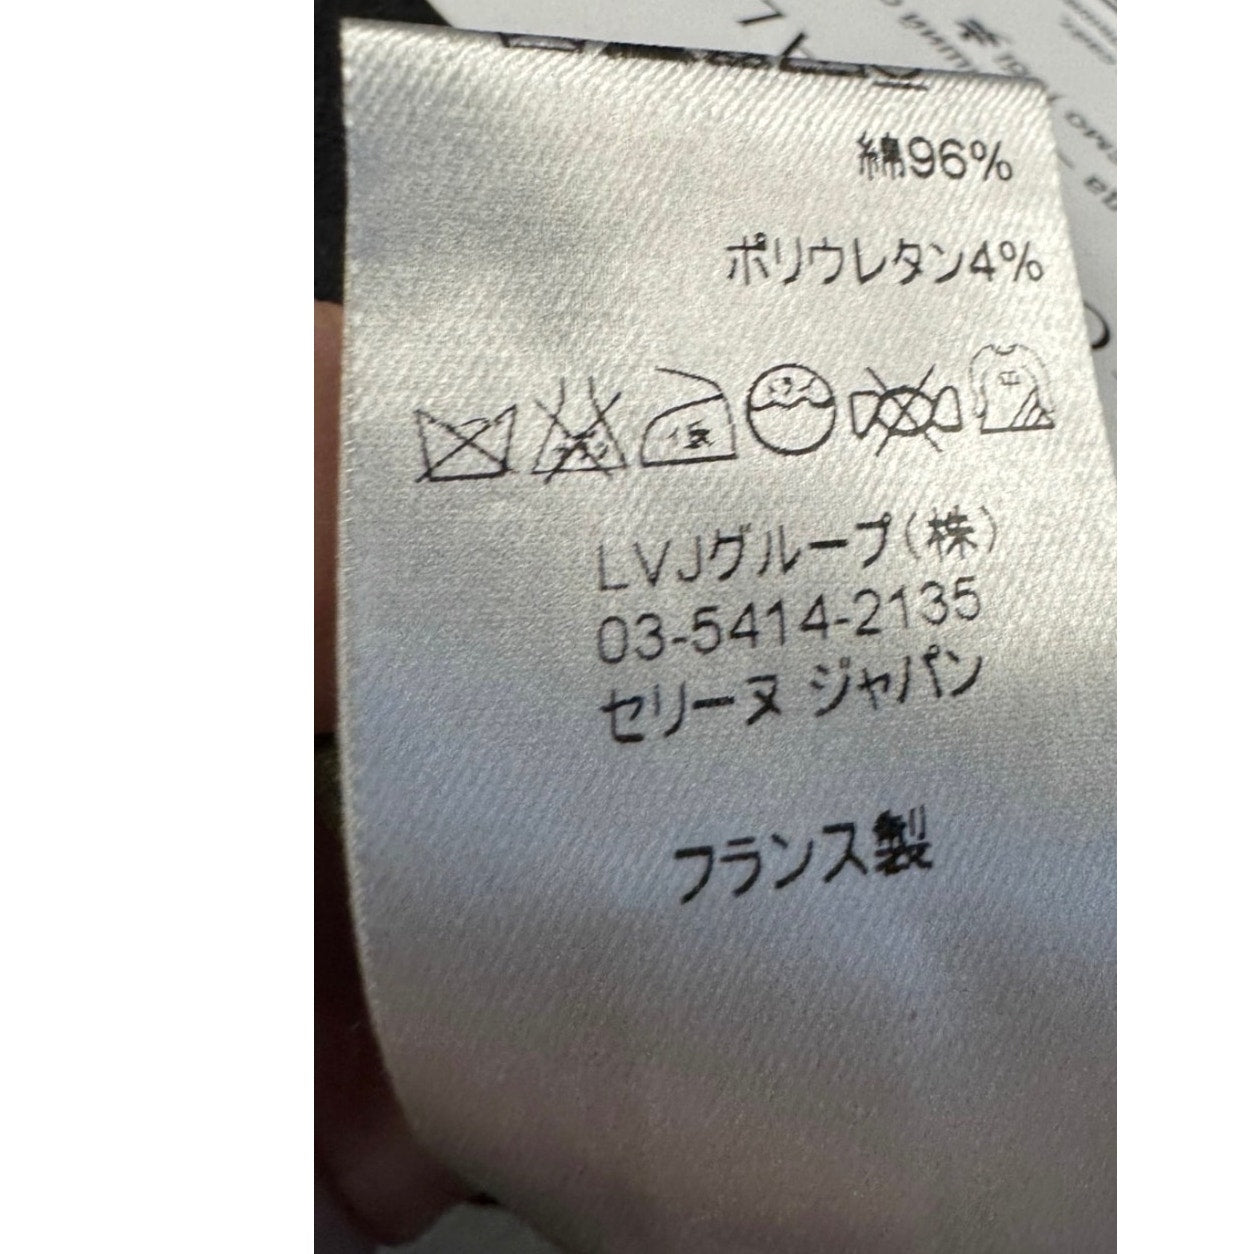 綿96%
ポリウレタン4%
LVJグループ(株)
03-5414-2135
セリーヌ ジャパン
フランス製